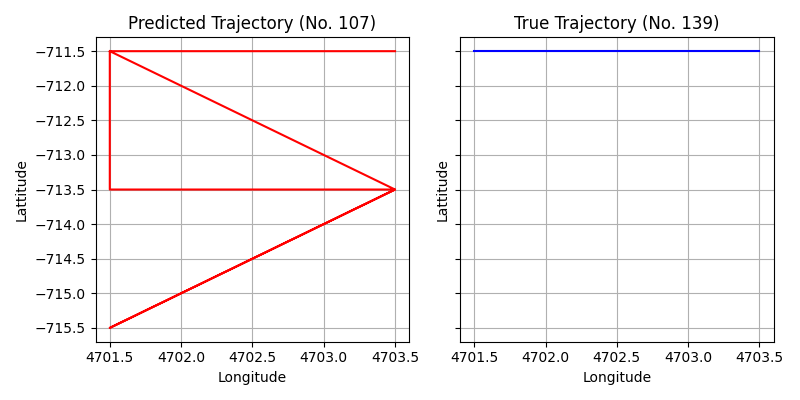 Predicted Trajectory (No. 107)
True Trajectory (No. 139)
−711.5
−712.0
−712.5
−713.0
−713.5
−714.0
−714.5
−715.0
−715.5
Lattitude
Lattitude
4701.5 4702.0 4702.5 4703.0 4703.5
4701.5 4702.0 4702.5 4703.0 4703.5
Longitude
Longitude